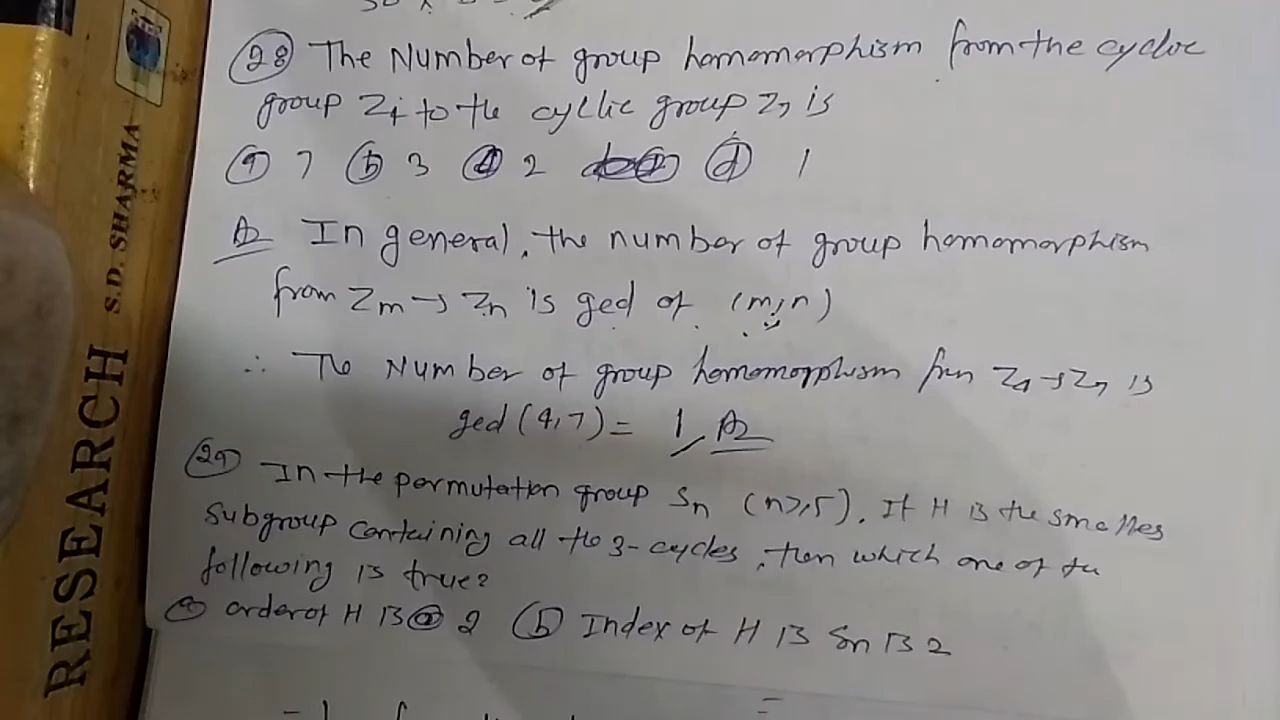 (28) The Number of group homomorphism from the cyclic
group Z4 to the cyclic group Z7 is
(a) 7 (b) 3 2 (d) 1
In general, the number of group homomorphism
from Zm → Zn is gcd of (m,n)
∴ The Number of group homomorphism from Z4 → Z7 is
gcd (4,7) = 1
(29) In the permutation group Sn (n≥5), If H is the smallest
subgroup containing all the 3-cycles, then which one of the
following is true?
(a) order of H is 2 (b) Index of H is Sn is 2
RESEARCH S.D. SHARMA